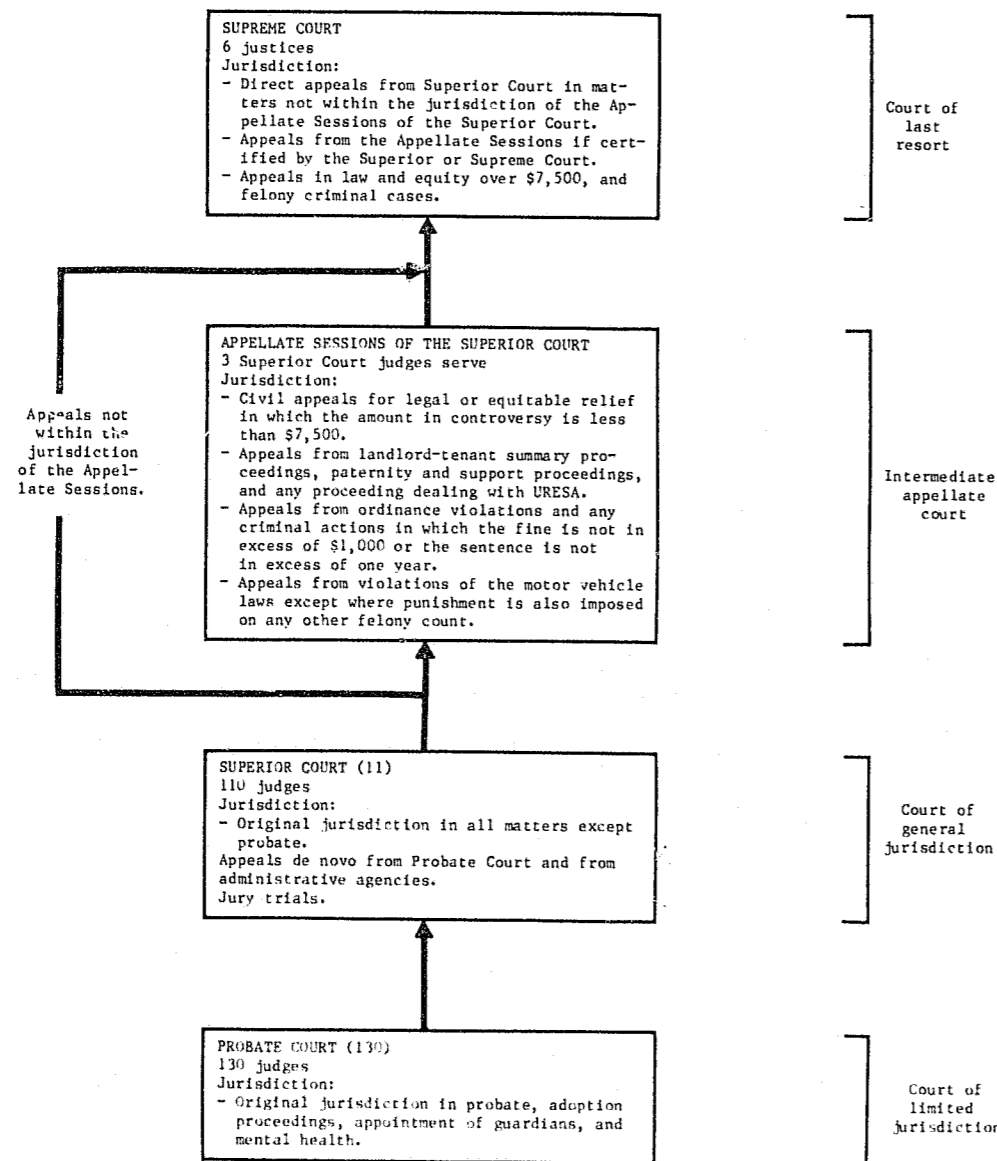 SUPREME COURT
6 justices
Jurisdiction:
- Direct appeals from Superior Court in mat-
ters not within the jurisdiction of the Ap-
pellate Sessions of the Superior Court.
- Appeals from the Appellate Sessions if cert-
ified by the Superior or Supreme Court.
- Appeals in law and equity over $7,500, and
felony criminal cases.
Court of
last
resort
APPELLATE SESSIONS OF THE SUPERIOR COURT
3 Superior Court judges serve
Jurisdiction:
- Civil appeals for legal or equitable relief
in which the amount in controversy is less
than $7,500.
- Appeals from landlord-tenant summary pro-
ceedings, paternity and support proceedings,
and any proceeding dealing with URESA.
- Appeals from ordinance violations and any
criminal actions in which the fine is not in
excess of $1,000 or the sentence is not
in excess of one year.
- Appeals from violations of the motor vehicle
laws except where punishment is also imposed
on any other felony count.
Appeals not
within the
jurisdiction
of the Appel-
late Sessions.
Intermediate
appellate
court
SUPERIOR COURT (11)
110 judges
Jurisdiction:
- Original jurisdiction in all matters except
probate.
Appeals de novo from Probate Court and from
administrative agencies.
Jury trials.
Court of
general
jurisdiction
PROBATE COURT (130)
130 judges
Jurisdiction:
- Original jurisdiction in probate, adoption
proceedings, appointment of guardians, and
mental health.
Court of
limited
jurisdiction